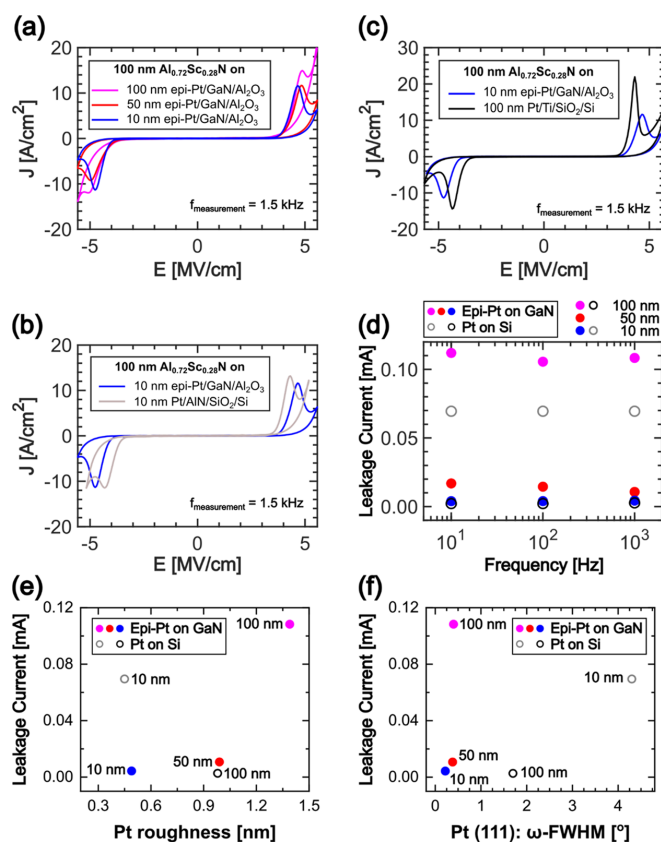 (a)
100 nm Al0.72Sc0.28N on
100 nm epi-Pt/GaN/Al2O3
50 nm epi-Pt/GaN/Al2O3
10 nm epi-Pt/GaN/Al2O3
fmeasurement = 1.5 kHz
J [A/cm2]
20
10
0
-10
-20
-5
0
5
E [MV/cm]
(c)
100 nm Al0.72Sc0.28N on
10 nm epi-Pt/GaN/Al2O3
100 nm Pt/Ti/SiO2/Si
fmeasurement = 1.5 kHz
J [A/cm2]
30
20
10
0
-10
-20
-5
0
5
E [MV/cm]
(b)
100 nm Al0.72Sc0.28N on
10 nm epi-Pt/GaN/Al2O3
10 nm Pt/AlN/SiO2/Si
fmeasurement = 1.5 kHz
J [A/cm2]
20
10
0
-10
-20
-5
0
5
E [MV/cm]
(d)
Epi-Pt on GaN
Pt on Si
100 nm
50 nm
10 nm
Leakage Current [mA]
0.10
0.05
0.00
10^1
10^2
10^3
Frequency [Hz]
(e)
Epi-Pt on GaN
Pt on Si
100 nm
10 nm
10 nm
50 nm
100 nm
Leakage Current [mA]
0.12
0.08
0.04
0.00
0.3
0.6
0.9
1.2
1.5
Pt roughness [nm]
(f)
100 nm
Epi-Pt on GaN
Pt on Si
10 nm
50 nm
10 nm
100 nm
Leakage Current [mA]
0.12
0.08
0.04
0.00
0
1
2
3
4
Pt (111): ω-FWHM [º]